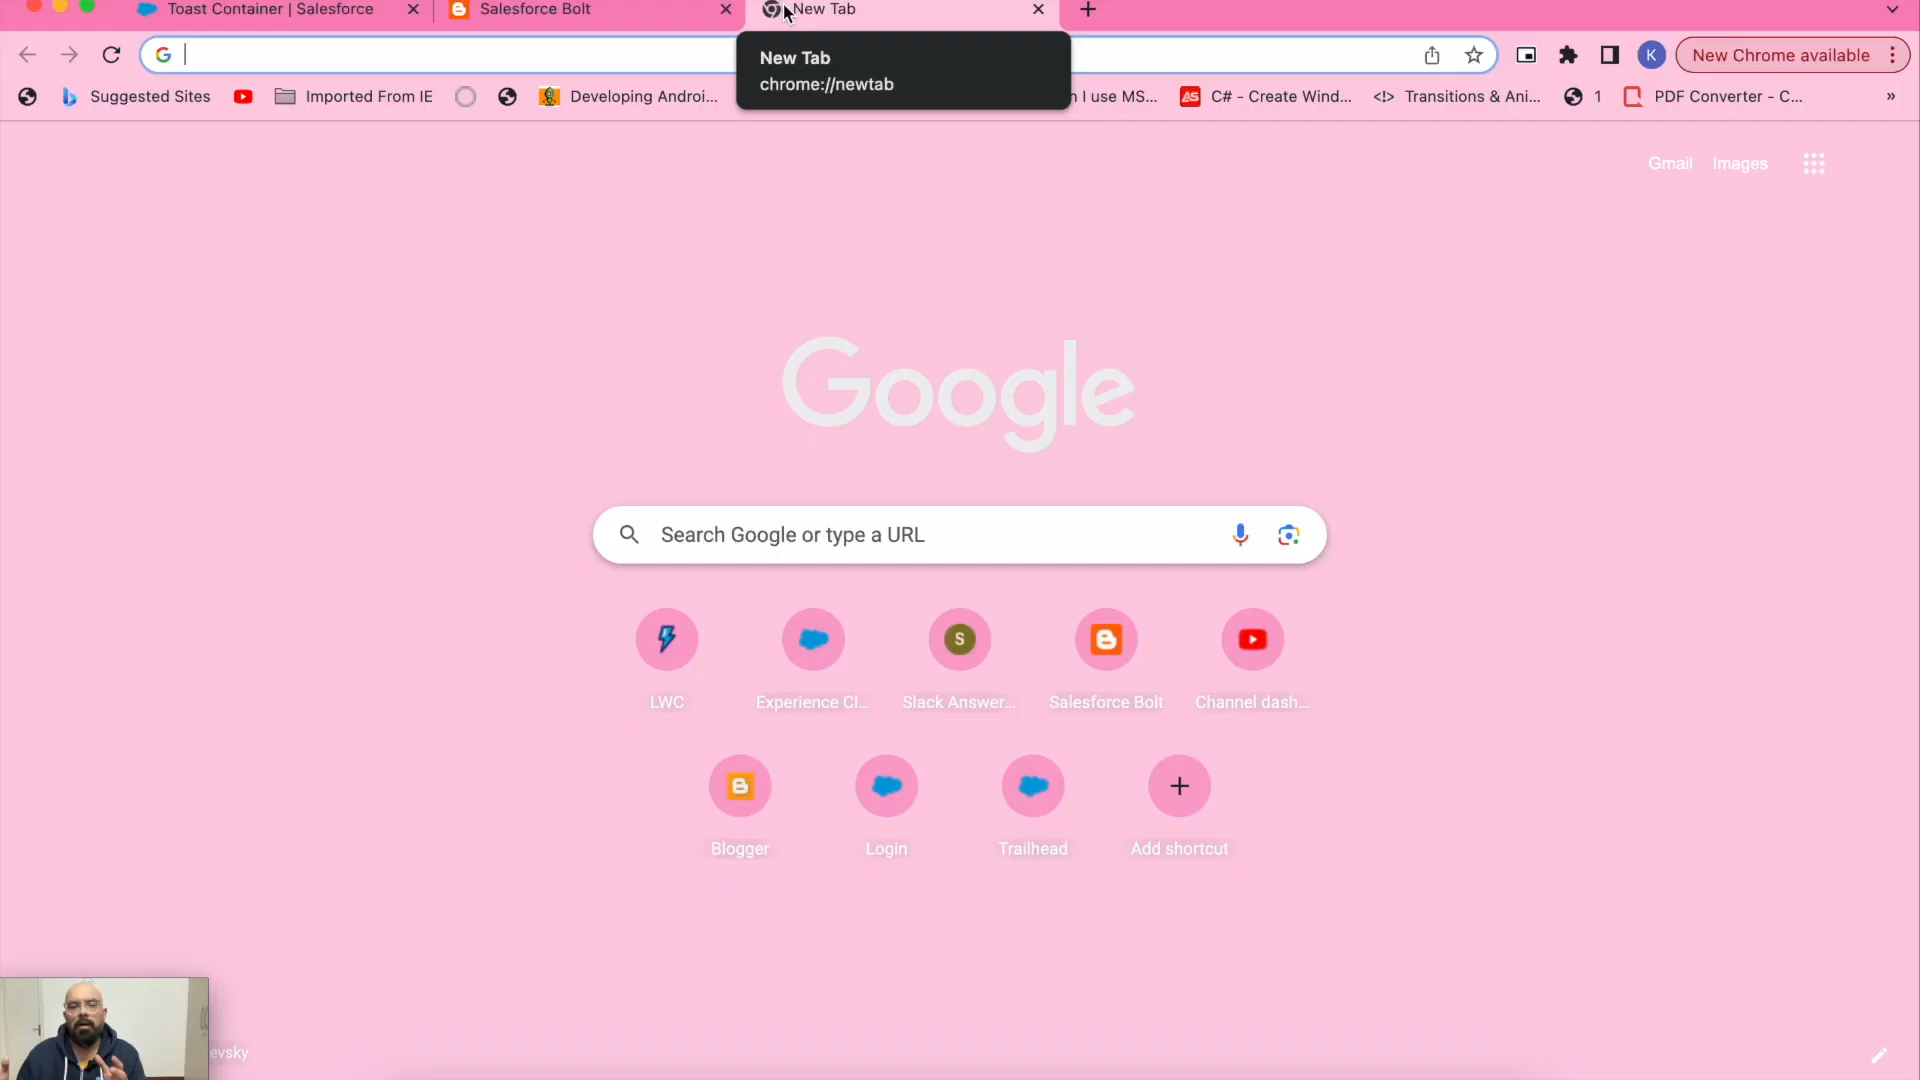 Toast Container | Salesforce
Salesforce Bolt
New Tab
New Chrome available
K
New Tab
chrome://newtab
Suggested Sites
Imported From IE
Developing Androi...
I use MS...
C# - Create Wind...
Transitions & Ani...
1
PDF Converter - C...
»
Gmail
Images
Google
Search Google or type a URL
S
LWC
Experience Cl...
Slack Answer...
Salesforce Bolt
Channel dash...
Blogger
Login
Trailhead
Add shortcut
evsky